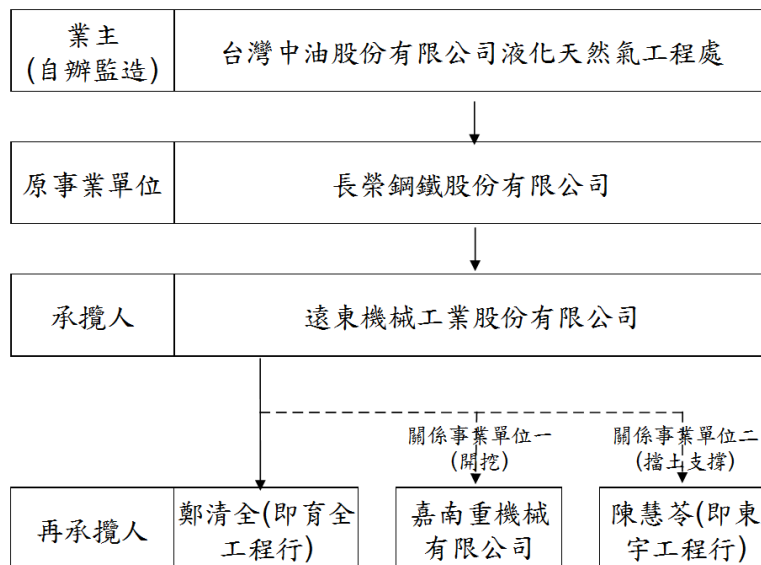 業主
(自辦監造)
台灣中油股份有限公司液化天然氣工程處
原事業單位
長榮鋼鐵股份有限公司
承攬人
遠東機械工業股份有限公司
關係事業單位一
(開挖)
關係事業單位二
(擋土支撐)
再承攬人
鄭清全(即育全
工程行)
嘉南重機械
有限公司
陳慧苓(即東
宇工程行)